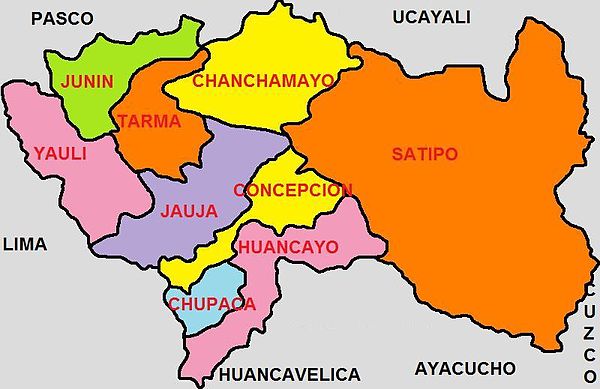 PASCO
UCAYALI
JUNIN
CHANCHAMAYO
TARMA
YAULI
SATIPO
CONCEPCION
JAUJA
LIMA
HUANCAYO
CHUPACA
CUZCO
HUANCAVELICA
AYACUCHO